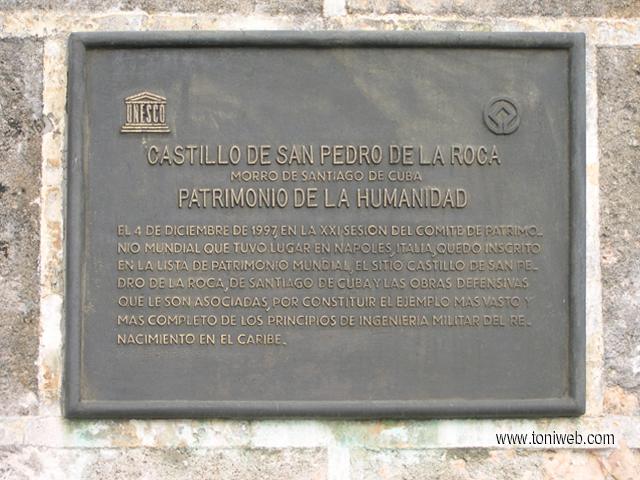 UNESCO
CASTILLO DE SAN PEDRO DE LA ROCA
MORRO DE SANTIAGO DE CUBA
PATRIMONIO DE LA HUMANIDAD
EL 4 DE DICIEMBRE DE 1997, EN LA XXI SESION DEL COMITE DE PATRIMO-
NIO MUNDIAL QUE TUVO LUGAR EN NAPOLES, ITALIA, QUEDO INSCRITO
EN LA LISTA DE PATRIMONIO MUNDIAL, EL SITIO CASTILLO DE SAN PE-
DRO DE LA ROCA, DE SANTIAGO DE CUBA Y LAS OBRAS DEFENSIVAS
QUE LE SON ASOCIADAS, POR CONSTITUIR EL EJEMPLO MAS VASTO Y
MAS COMPLETO DE LOS PRINCIPIOS DE INGENIERIA MILITAR DEL RE-
NACIMIENTO EN EL CARIBE.
www.toniweb.com